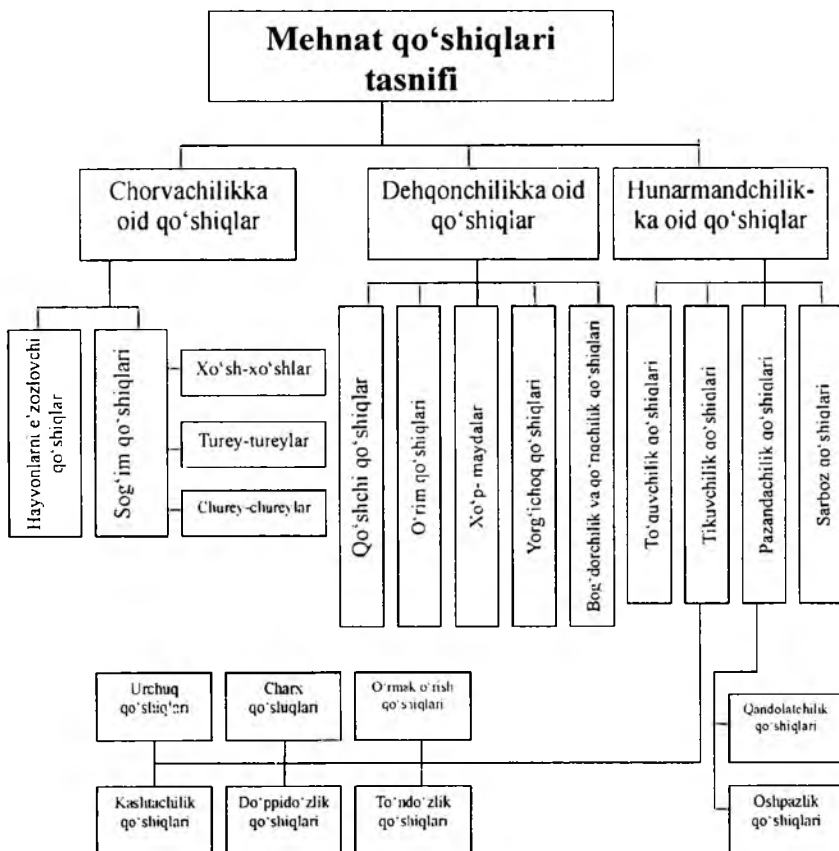 Mehnat qo‘shiqlari
tasnifi
Chorvachilikka
oid qo‘shiqlar
Dehqonchilikka oid
qo‘shiqlar
Hunarmandchilik-
ka oid qo‘shiqlar
Hayvonlarni e’zozlovchi
qo‘shiqlar
Sog‘im qo‘shiqlari
Xo‘sh-xo‘shlar
Turey-tureylar
Churey-chureylar
Qo‘shchi qo‘shiqlar
O‘rim qo‘shiqlari
Xo‘p- maydalar
Yorg‘ichoq qo‘shiqlari
Bog‘dorchilik va qo‘nochilik qo‘shiqlari
To‘quvchilik qo‘shiqlari
Tikuvchilik qo‘shiqlari
Pazandachilik qo‘shiqlari
Sarboz qo‘shiqlari
Urchuq
qo‘shiqlari
Charx
qo‘shiqlari
O‘rmak o‘rish
qo‘shiqlari
Qandolatchilik
qo‘shiqlari
Kashtachilik
qo‘shiqlari
Do‘ppido‘zlik
qo‘shiqlari
To‘ndo‘zlik
qo‘shiqlari
Oshpazlik
qo‘shiqlari